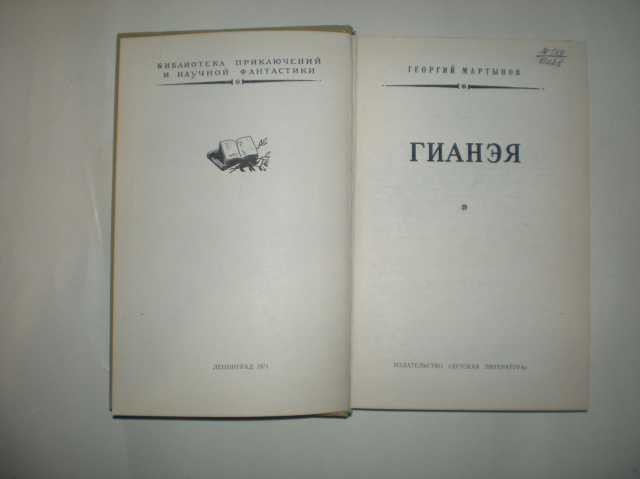 БИБЛИОТЕКА ПРИКЛЮЧЕНИЙ
И НАУЧНОЙ ФАНТАСТИКИ
ЛЕНИНГРАД 1971
ГЕОРГИЙ МАРТЫНОВ
ГИАНЭЯ
ИЗДАТЕЛЬСТВО «ДЕТСКАЯ ЛИТЕРАТУРА»